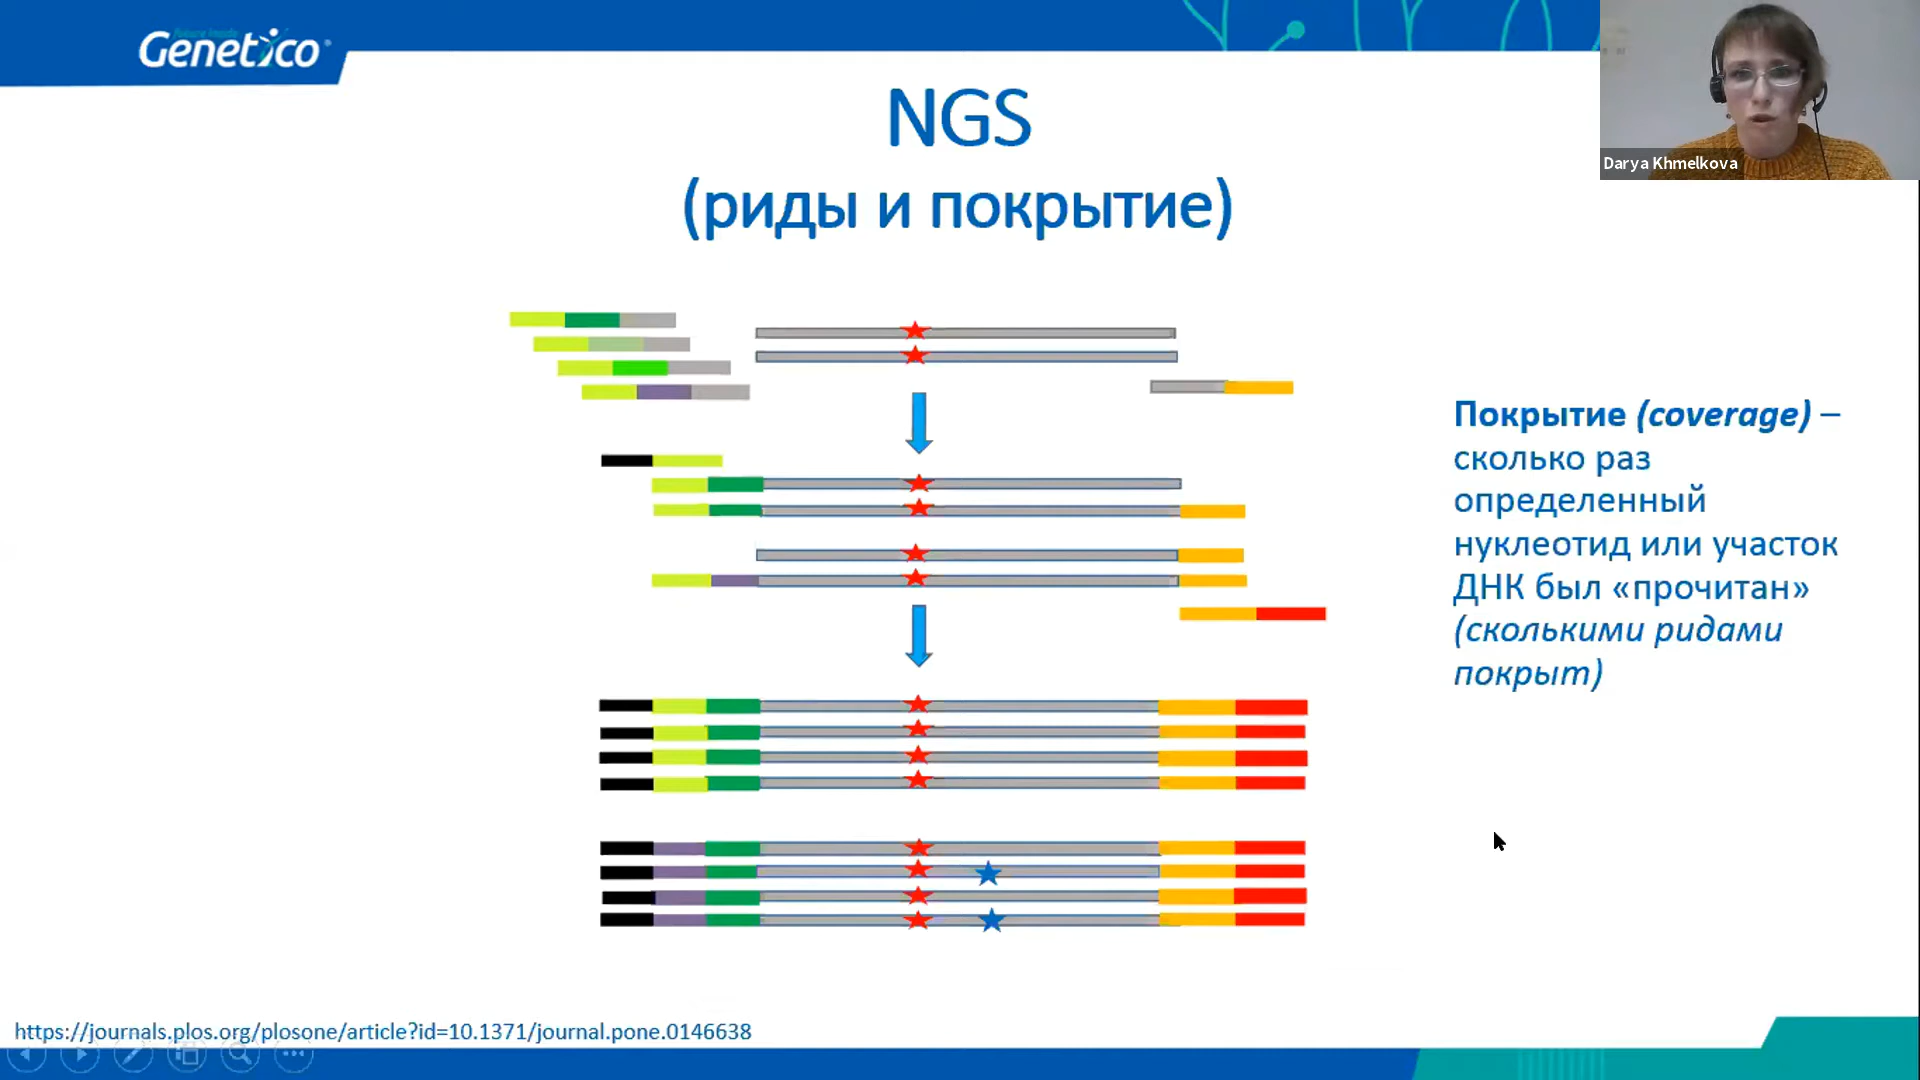 Genetico
Darya Khmelkova
NGS
(риды и покрытие)
Покрытие (coverage) –
сколько раз
определенный
нуклеотид или участок
ДНК был «прочитан»
(сколькими ридами
покрыт)
https://journals.plos.org/plosone/article?id=10.1371/journal.pone.0146638